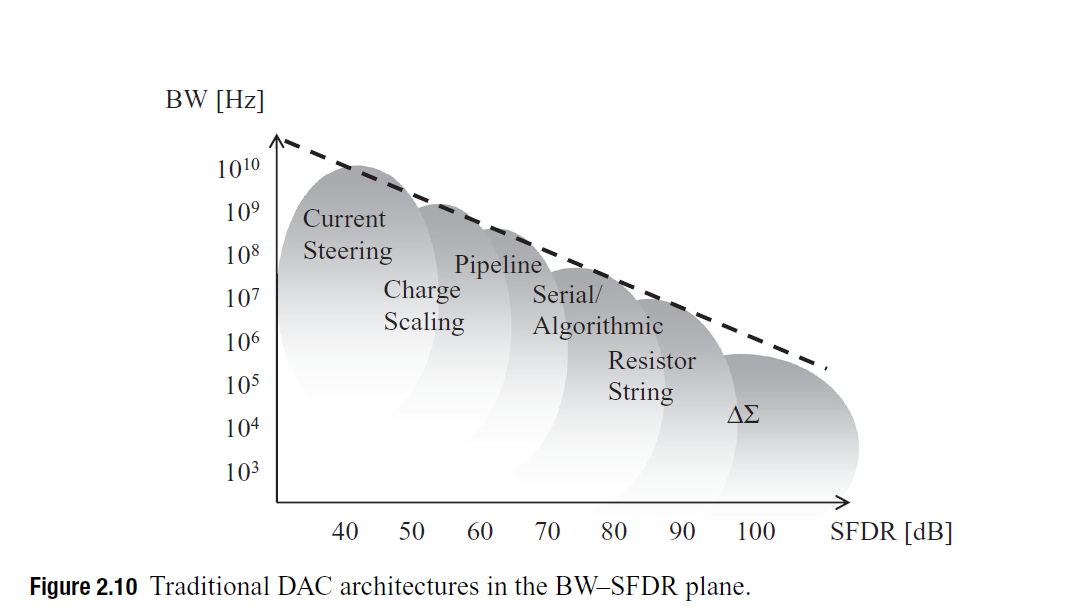 BW [Hz]
10¹⁰
10⁹
10⁸
10⁷
10⁶
10⁵
10⁴
10³
Current
Steering
Charge
Scaling
Pipeline
Serial/
Algorithmic
Resistor
String
ΔΣ
40 50 60 70 80 90 100 SFDR [dB]
Figure 2.10 Traditional DAC architectures in the BW–SFDR plane.